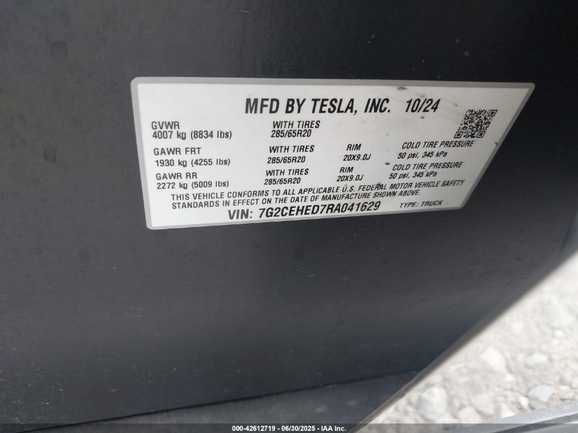 MFD BY TESLA, INC. 10/24
GVWR WITH TIRES
4007 kg (8834 lbs) 285/65R20
GAWR FRT WITH TIRES RIM COLD TIRE PRESSURE
1930 kg (4255 lbs) 285/65R20 20X9.0J 50 psi, 345 kPa
GAWR RR WITH TIRES RIM COLD TIRE PRESSURE
2272 kg (5009 lbs) 285/65R20 20X9.0J 50 psi, 345 kPa
THIS VEHICLE CONFORMS TO ALL APPLICABLE U.S. FEDERAL MOTOR VEHICLE SAFETY
STANDARDS IN EFFECT ON THE DATE OF MANUFACTURE SHOWN ABOVE.
VIN: 7G2CEHED7RA041629 TYPE: TRUCK
000-42612719 - 06/30/2025 - IAA Inc.